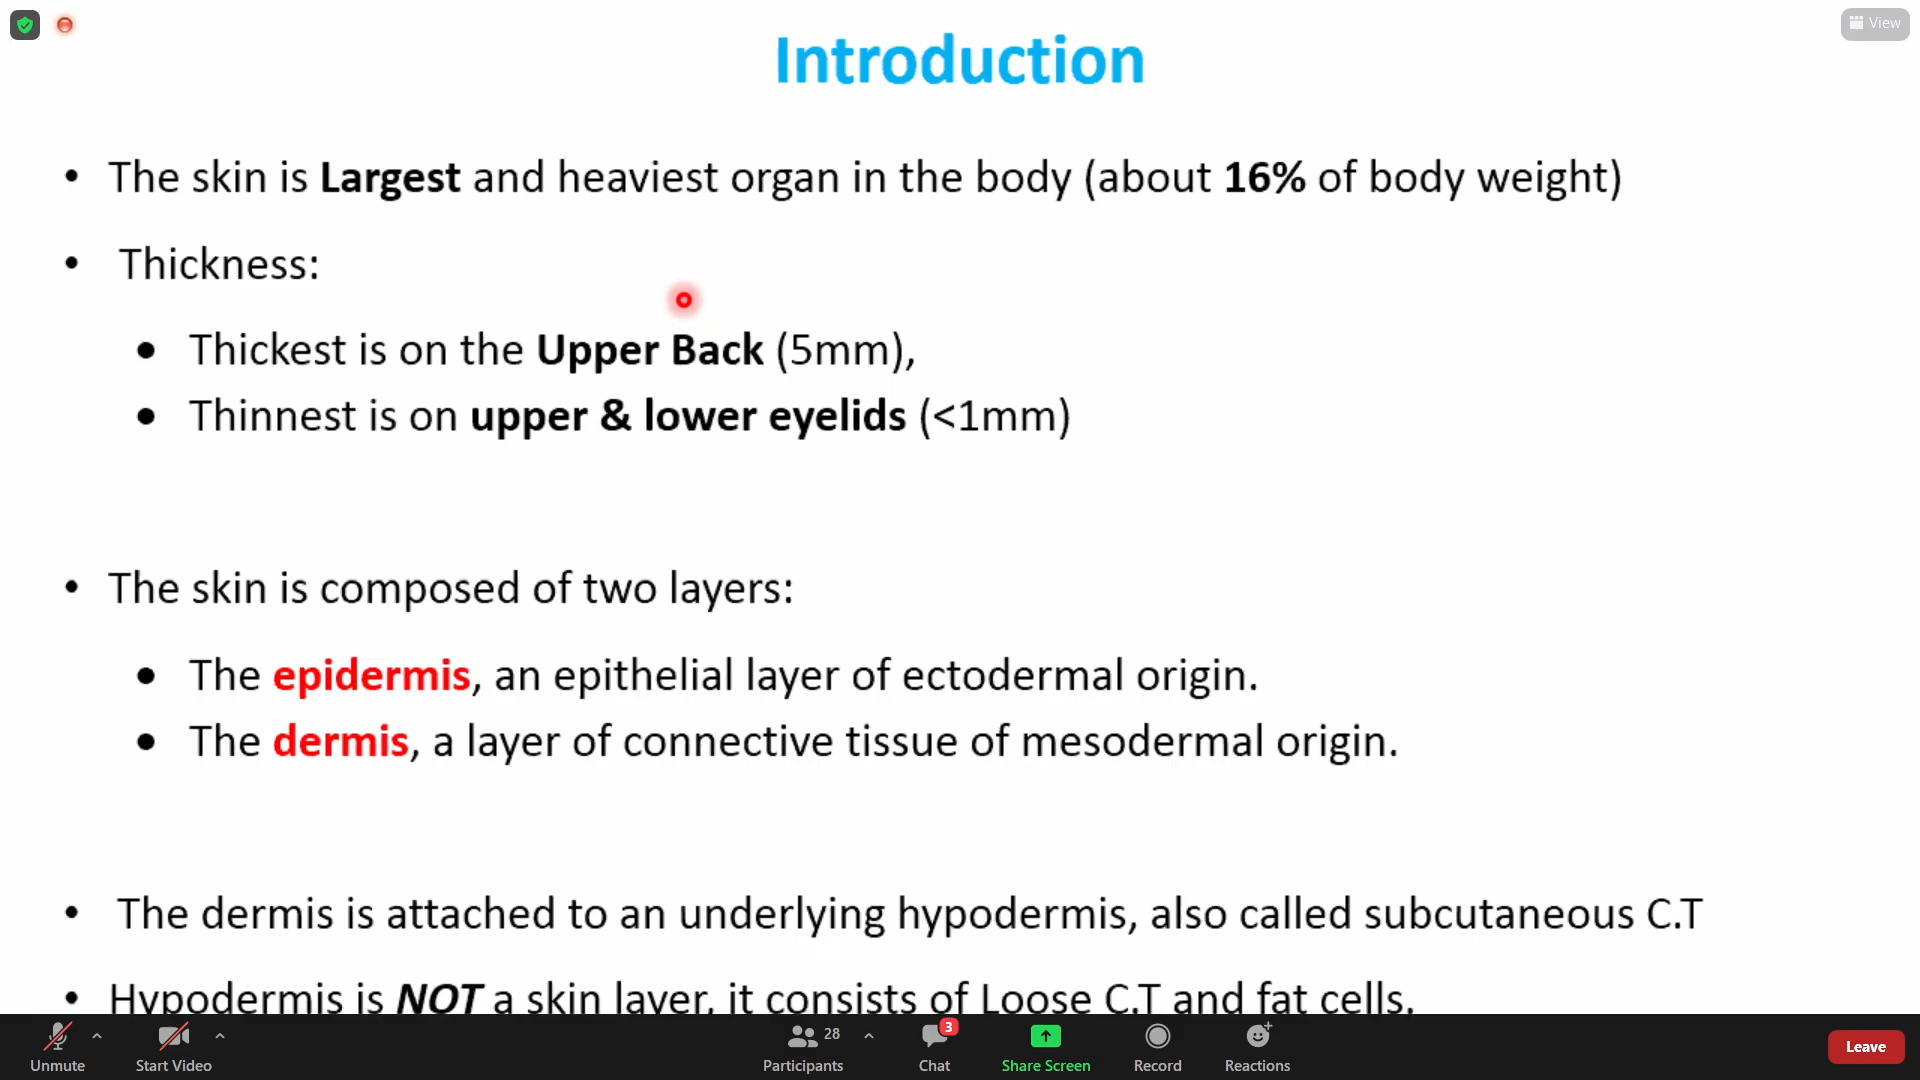 View
Introduction
• The skin is Largest and heaviest organ in the body (about 16% of body weight)
• Thickness:
• Thickest is on the Upper Back (5mm),
• Thinnest is on upper & lower eyelids (<1mm)
• The skin is composed of two layers:
• The epidermis, an epithelial layer of ectodermal origin.
• The dermis, a layer of connective tissue of mesodermal origin.
• The dermis is attached to an underlying hypodermis, also called subcutaneous C.T
• Hypodermis is NOT a skin layer, it consists of Loose C.T and fat cells.
28
3
Unmute
Start Video
Participants
Chat
Share Screen
Record
Reactions
Leave